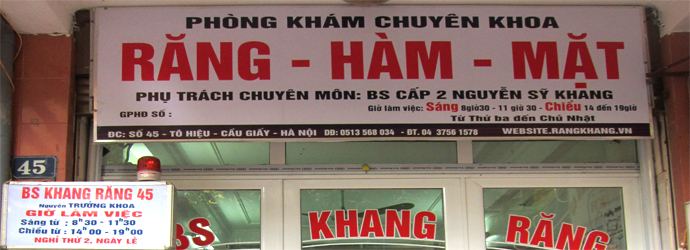 PHÒNG KHÁM CHUYÊN KHOA
RĂNG - HÀM - MẶT
PHỤ TRÁCH CHUYÊN MÔN: BS CẤP 2 NGUYỄN SỸ KHANG
GPHĐ SỐ :
Giờ làm việc: Sáng 8giờ30 - 11 giờ 30 - Chiều 14 đến 19giờ
Từ Thứ ba đến Chủ Nhật
ĐC: SỐ 45 - TÔ HIỆU - CẦU GIẤY - HÀ NỘI DĐ: 0513 568 034 - ĐT. 04 3756 1578 WEBSITE.RANGKHANG.VN
45
BS KHANG RĂNG 45
Nguyên TRƯỞNG KHOA
GIỜ LÀM VIỆC
Sáng từ : 8h30 - 11h30
Chiều từ : 14h00 - 19h00
NGHỈ THỨ 2, NGÀY LỄ
BS KHANG RĂNG